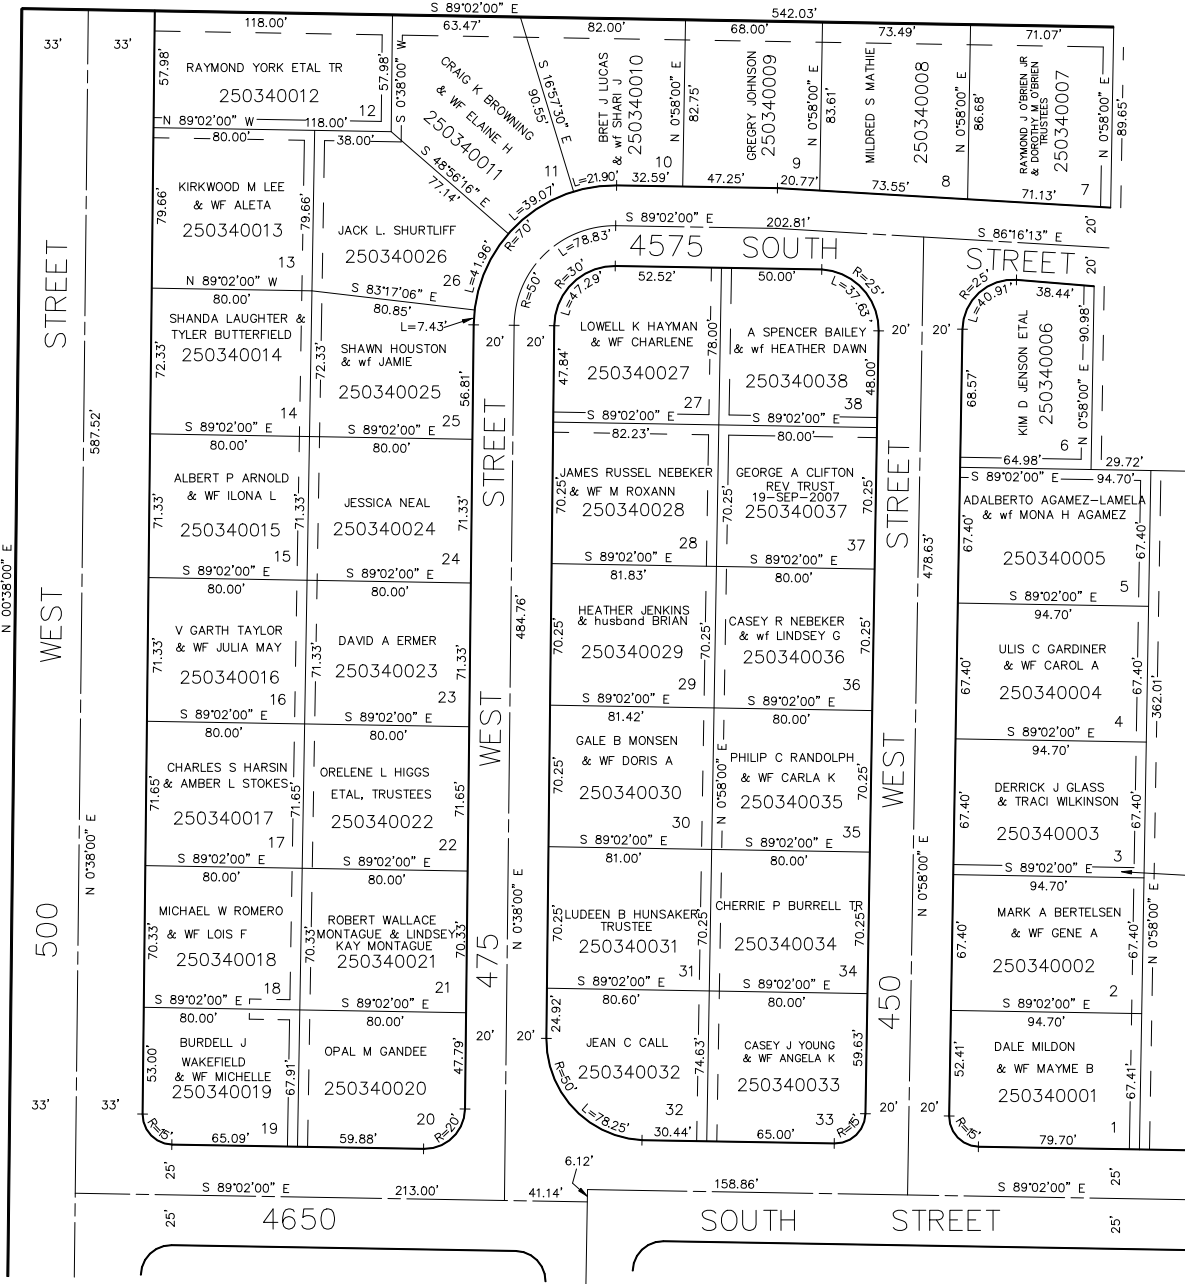 S 89°02'00" E
542.03'
33'
33'
118.00'
63.47'
82.00'
68.00'
73.49'
71.07'
57.98'
RAYMOND YORK ETAL TR
250340012
12
57.98'
S 0°38'00" W
N 89°02'00" W
118.00'
CRAIG K BROWNING
& WF ELAINE H
250340011
11
S 16°57'30" E
90.55'
S 48°56'16" E
77.14'
L=39.07'
R=70'
BRET J LUCAS
& wf SHARI J
250340010
10
L=21.90'
32.59'
N 0°58'00" E
82.75'
GREGRY JOHNSON
250340009
9
47.25'
20.77'
N 0°58'00" E
83.61'
MILDRED S MATHIE
250340008
8
73.55'
N 0°58'00" E
86.68'
RAYMOND J O'BRIEN JR
& DOROTHY M O'BRIEN
TRUSTEES
250340007
7
71.13'
N 0°58'00" E
89.65'
80.00'
79.66'
KIRKWOOD M LEE
& WF ALETA
250340013
13
79.66'
N 89°02'00" W
80.00'
38.00'
JACK L. SHURTLIFF
250340026
26
L=41.96'
S 83°17'06" E
80.85'
L=7.43'
S 89°02'00" E
202.81'
S 86°16'13" E
20'
20'
4575 SOUTH STREET
L=78.83'
R=50'
SHANDA LAUGHTER &
TYLER BUTTERFIELD
250340014
14
72.33'
72.33'
S 89°02'00" E
80.00'
SHAWN HOUSTON
& wf JAMIE
250340025
25
56.81'
S 89°02'00" E
80.00'
20'
20'
R=30'
L=47.29'
52.52'
LOWELL K HAYMAN
& WF CHARLENE
250340027
27
47.84'
78.00'
S 89°02'00" E
82.23'
50.00'
R=25'
L=37.63'
A SPENCER BAILEY
& wf HEATHER DAWN
250340038
38
48.00'
S 89°02'00" E
80.00'
20'
20'
R=25'
L=40.91'
38.44'
KIM D JENSON ETAL
250340006
6
68.57'
N 0°58'00" E
90.98'
64.98'
29.72'
S 89°02'00" E
94.70'
ALBERT P ARNOLD
& WF ILONA L
250340015
15
71.33'
71.33'
S 89°02'00" E
80.00'
JESSICA NEAL
250340024
24
71.33'
S 89°02'00" E
80.00'
JAMES RUSSEL NEBEKER
& WF M ROXANN
250340028
28
70.25'
70.25'
S 89°02'00" E
81.83'
GEORGE A CLIFTON
REV TRUST
19-SEP-2007
250340037
37
70.25'
S 89°02'00" E
80.00'
ADALBERTO AGAMEZ-LAMELA
& wf MONA H AGAMEZ
250340005
5
67.40'
67.40'
S 89°02'00" E
94.70'
V GARTH TAYLOR
& WF JULIA MAY
250340016
16
71.33'
71.33'
S 89°02'00" E
80.00'
DAVID A ERMER
250340023
23
71.33'
S 89°02'00" E
80.00'
HEATHER JENKINS
& husband BRIAN
250340029
29
70.25'
70.25'
S 89°02'00" E
81.42'
CASEY R NEBEKER
& wf LINDSEY G
250340036
36
70.25'
S 89°02'00" E
80.00'
ULIS C GARDINER
& WF CAROL A
250340004
4
67.40'
67.40'
S 89°02'00" E
94.70'
CHARLES S HARSIN
& AMBER L STOKES
250340017
17
71.65'
71.65'
S 89°02'00" E
80.00'
ORELENE L HIGGS
ETAL, TRUSTEES
250340022
22
71.65'
S 89°02'00" E
80.00'
GALE B MONSEN
& WF DORIS A
250340030
30
70.25'
N 0°58'00" E
S 89°02'00" E
81.00'
PHILIP C RANDOLPH
& WF CARLA K
250340035
35
70.25'
S 89°02'00" E
80.00'
DERRICK J GLASS
& TRACI WILKINSON
250340003
3
67.40'
67.40'
S 89°02'00" E
94.70'
MICHAEL W ROMERO
& WF LOIS F
250340018
18
70.33'
70.33'
S 89°02'00" E
80.00'
ROBERT WALLACE
MONTAGUE & LINDSEY
KAY MONTAGUE
250340021
21
70.33'
S 89°02'00" E
80.00'
LUDEEN B HUNSAKER
TRUSTEE
250340031
31
70.25'
70.25'
S 89°02'00" E
80.60'
CHERRIE P BURRELL TR
250340034
34
70.25'
S 89°02'00" E
80.00'
MARK A BERTELSEN
& WF GENE A
250340002
2
67.40'
67.40'
S 89°02'00" E
94.70'
BURDELL J
WAKEFIELD
& WF MICHELLE
250340019
19
53.00'
67.91'
R=15'
65.09'
OPAL M GANDEE
250340020
20
47.79'
59.88'
R=20'
20'
20'
JEAN C CALL
250340032
32
24.92'
R=50'
L=78.25'
30.44'
74.63'
CASEY J YOUNG
& WF ANGELA K
250340033
33
59.63'
65.00'
R=15'
20'
20'
DALE MILDON
& WF MAYME B
250340001
1
52.41'
67.41'
R=15'
79.70'
N 00°38'00" E
587.52'
N 0°38'00" E
500 WEST STREET
484.76'
N 0°38'00" E
475 WEST STREET
478.63'
N 0°58'00" E
450 WEST STREET
362.01'
N 0°58'00" E
33'
33'
25'
S 89°02'00" E
213.00'
41.14'
6.12'
158.86'
S 89°02'00" E
25'
25'
4650 SOUTH STREET
25'